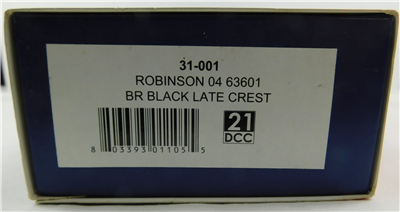 31-001
ROBINSON 04 63601
BR BLACK LATE CREST
21
DCC
8 03393 01105 5